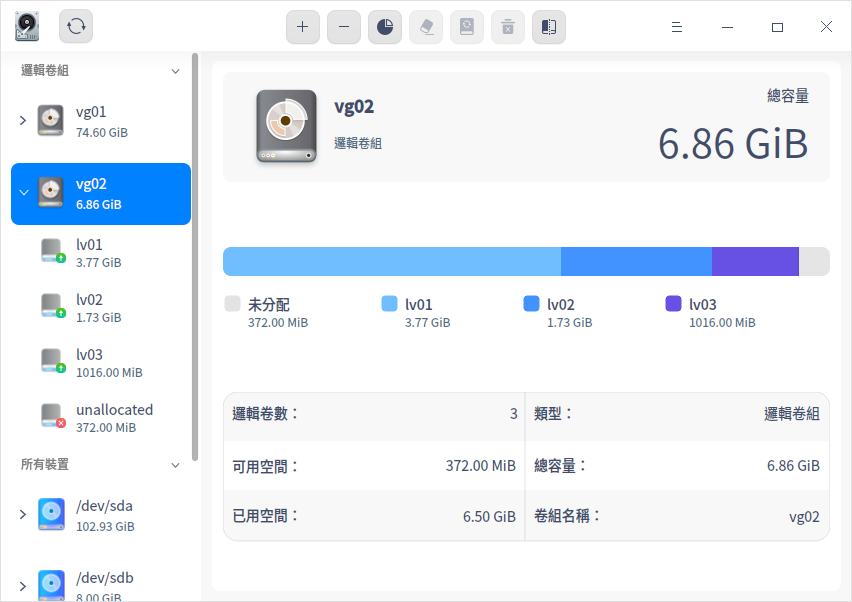 邏輯卷組
vg01
74.60 GiB
vg02
6.86 GiB
lv01
3.77 GiB
lv02
1.73 GiB
lv03
1016.00 MiB
unallocated
372.00 MiB
所有裝置
/dev/sda
102.93 GiB
/dev/sdb
8.00 GiB
vg02
邏輯卷組
總容量
6.86 GiB
未分配
372.00 MiB
lv01
3.77 GiB
lv02
1.73 GiB
lv03
1016.00 MiB
邏輯卷數： 3 類型： 邏輯卷組
可用空間： 372.00 MiB 總容量： 6.86 GiB
已用空間： 6.50 GiB 卷組名稱： vg02